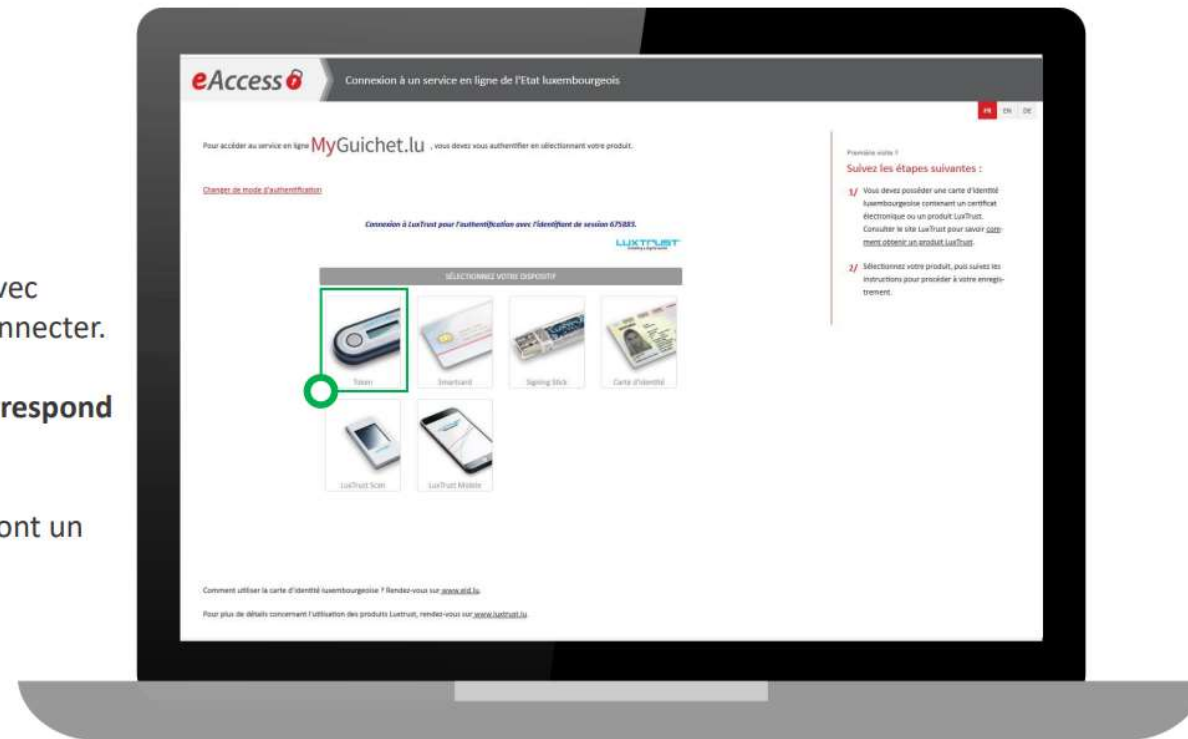 vec
nnecter.
respond
ont un
eAccess
Connexion à un service en ligne de l'Etat luxembourgeois
FR EN DE
Pour accéder au service en ligne MyGuichet.lu , vous devez vous authentifier en sélectionnant votre produit.
Changer de mode d'authentification
Connexion à LuxTrust pour l'authentification avec l'identifiant de session 675883.
LUXTRUST
SÉLECTIONNEZ VOTRE DISPOSITIF
Token
Smartcard
Signing Stick
Carte d'identité
LuxTrust Scan
LuxTrust Mobile
Première visite ?
Suivez les étapes suivantes :
1/ Vous devez posséder une carte d'identité
luxembourgeoise contenant un certificat
électronique ou un produit LuxTrust.
Consulter le site LuxTrust pour savoir com-
ment obtenir un produit LuxTrust.
2/ Sélectionnez votre produit, puis suivez les
instructions pour procéder à votre enregis-
trement.
Comment utiliser la carte d'identité luxembourgeoise ? Rendez-vous sur www.eid.lu.
Pour plus de détails concernant l'utilisation des produits Luxtrust, rendez-vous sur www.luxtrust.lu.